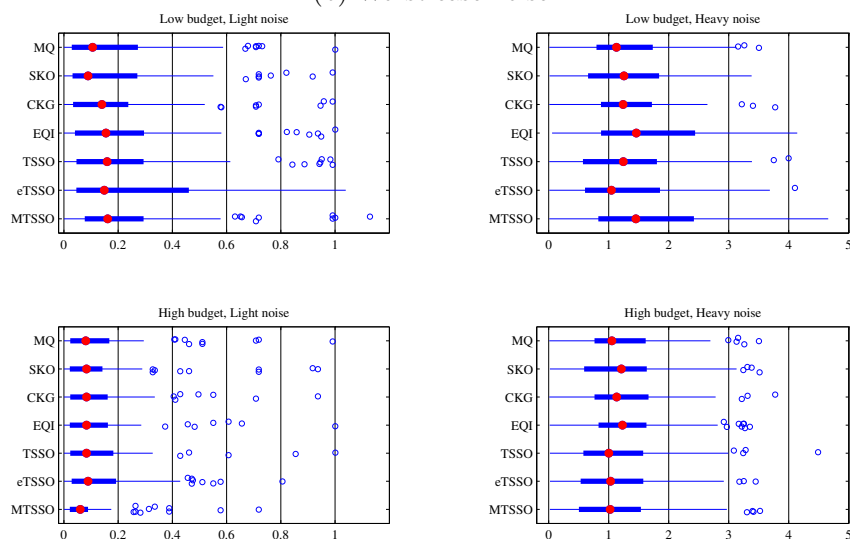 Low budget, Light noise
MQ
SKO
CKG
EQI
TSSO
eTSSO
MTSSO
0 0.2 0.4 0.6 0.8 1
Low budget, Heavy noise
MQ
SKO
CKG
EQI
TSSO
eTSSO
MTSSO
0 1 2 3 4 5
High budget, Light noise
MQ
SKO
CKG
EQI
TSSO
eTSSO
MTSSO
0 0.2 0.4 0.6 0.8 1
High budget, Heavy noise
MQ
SKO
CKG
EQI
TSSO
eTSSO
MTSSO
0 1 2 3 4 5